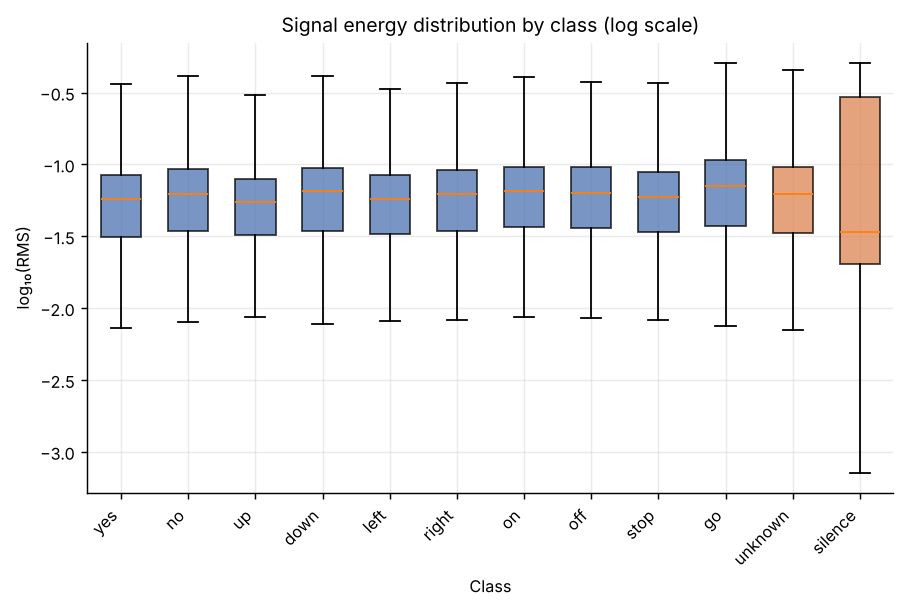 Signal energy distribution by class (log scale)
log₁₀(RMS)
−0.5
−1.0
−1.5
−2.0
−2.5
−3.0
yes
no
up
down
left
right
on
off
stop
go
unknown
silence
Class